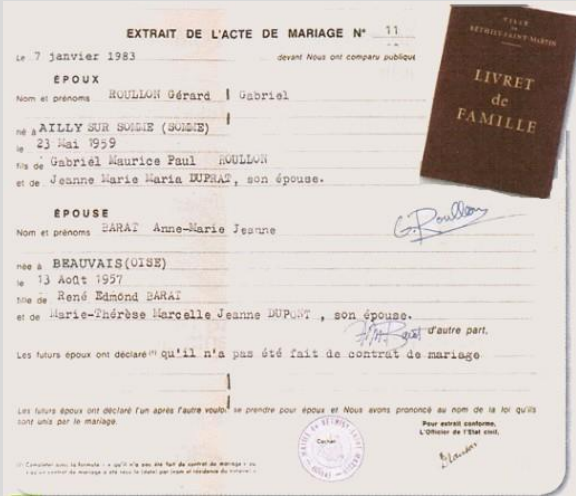 EXTRAIT DE L'ACTE DE MARIAGE N° 11
Le 7 janvier 1983 devant Nous ont comparu publique
ÉPOUX
Nom et prénoms ROULLON Gérard Gabriel
né à AILLY SUR SOMME (SOMME)
le 23 Mai 1959
fils de Gabriel Maurice Paul ROULLON
et de Jeanne Marie Maria DUPRAT, son épouse.
ÉPOUSE
Nom et prénoms BARAT Anne-Marie Jeanne
née à BEAUVAIS (OISE)
le 13 Août 1957
fille de René Edmond BARAT
et de Marie-Thérèse Marcelle Jeanne DUPONT, son épouse.
d'autre part,
Les futurs époux ont déclaré (1) qu'il n'a pas été fait de contrat de mariage
Les futurs époux ont déclaré l'un après l'autre vouloir se prendre pour époux et Nous avons prononcé au nom de la loi qu'ils
sont unis par le mariage.
Pour extrait conforme,
L'Officier de l'État civil,
Cachet
VILLE
DE
BÉTHISY-SAINT-MARTIN
LIVRET
de
FAMILLE
G. Roullon